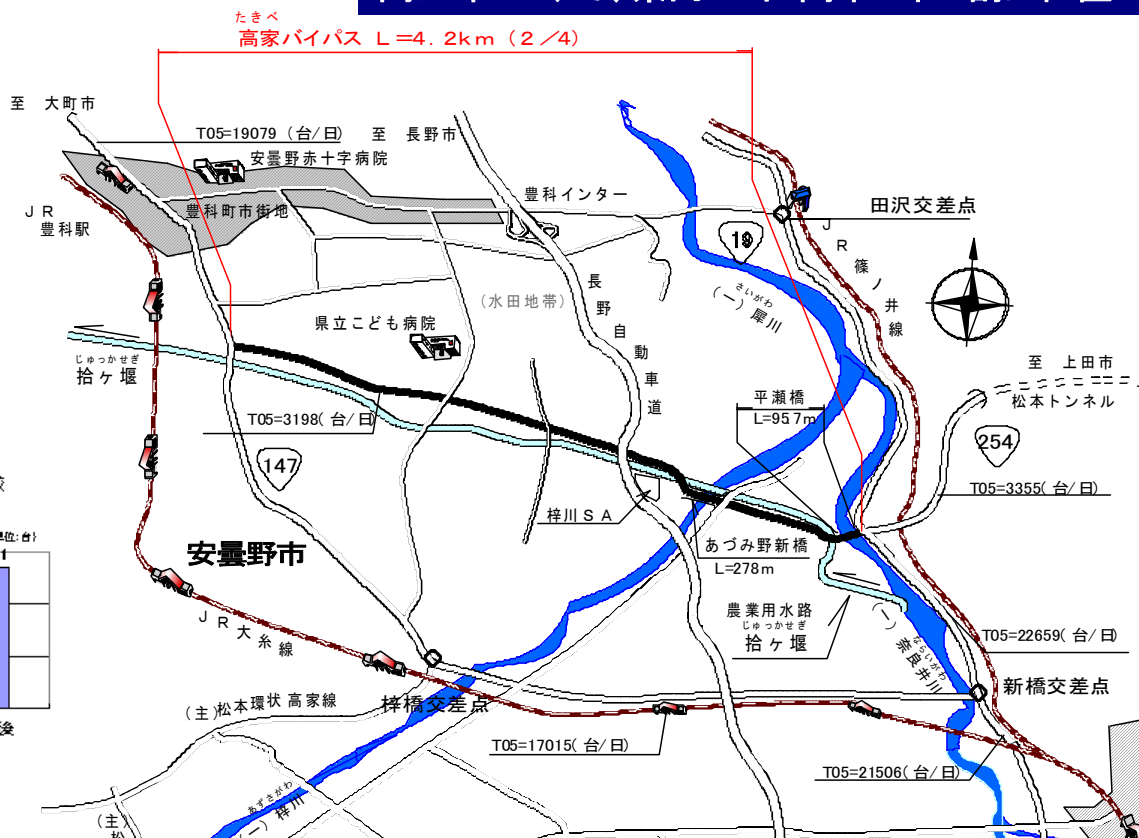 たきべ
高家バイパス L=4.2km (2/4)
至 大町市
T05=19079 (台/日)
至 長野市
安曇野赤十字病院
豊科インター
豊科町市街地
JR
豊科駅
田沢交差点
19
JR篠ノ井線
さいがわ
(一)犀川
(水田地帯)
長野自動車道
県立こども病院
じゅっかせぎ
拾ヶ堰
至 上田市
松本トンネル
平瀬橋
L=95.7m
T05=3198(台/日)
254
147
T05=3355(台/日)
梓川SA
あづみ野新橋
L=278m
安曇野市
農業用水路
じゅっかせぎ
拾ヶ堰
ならいがわ
(一)奈良井川
T05=22659(台/日)
JR大糸線
新橋交差点
(主)松本環状高家線
梓橋交差点
T05=17015(台/日)
T05=21506(台/日)
あずさがわ
(一)梓川
(主)
松
単位:台)
1
後